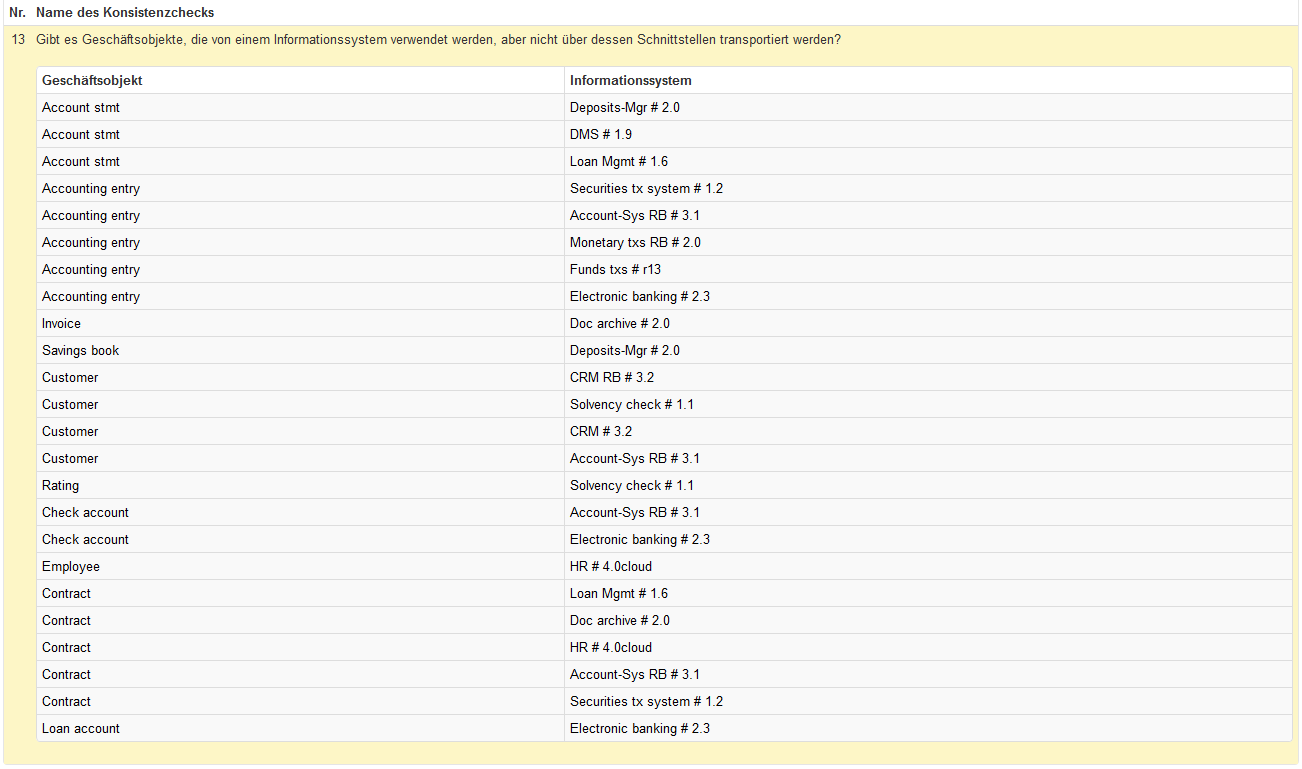 Nr. Name des Konsistenzchecks
13 Gibt es Geschäftsobjekte, die von einem Informationssystem verwendet werden, aber nicht über dessen Schnittstellen transportiert werden?
Geschäftsobjekt Informationssystem
Account stmt Deposits-Mgr # 2.0
Account stmt DMS # 1.9
Account stmt Loan Mgmt # 1.6
Accounting entry Securities tx system # 1.2
Accounting entry Account-Sys RB # 3.1
Accounting entry Monetary txs RB # 2.0
Accounting entry Funds txs # r13
Accounting entry Electronic banking # 2.3
Invoice Doc archive # 2.0
Savings book Deposits-Mgr # 2.0
Customer CRM RB # 3.2
Customer Solvency check # 1.1
Customer CRM # 3.2
Customer Account-Sys RB # 3.1
Rating Solvency check # 1.1
Check account Account-Sys RB # 3.1
Check account Electronic banking # 2.3
Employee HR # 4.0cloud
Contract Loan Mgmt # 1.6
Contract Doc archive # 2.0
Contract HR # 4.0cloud
Contract Account-Sys RB # 3.1
Contract Securities tx system # 1.2
Loan account Electronic banking # 2.3